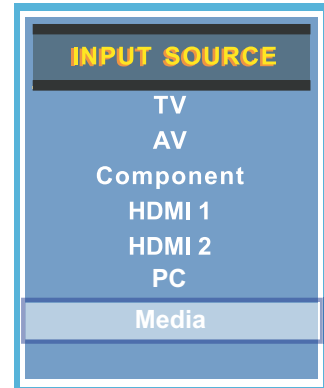 INPUT SOURCE
TV
AV
Component
HDMI 1
HDMI 2
PC
Media